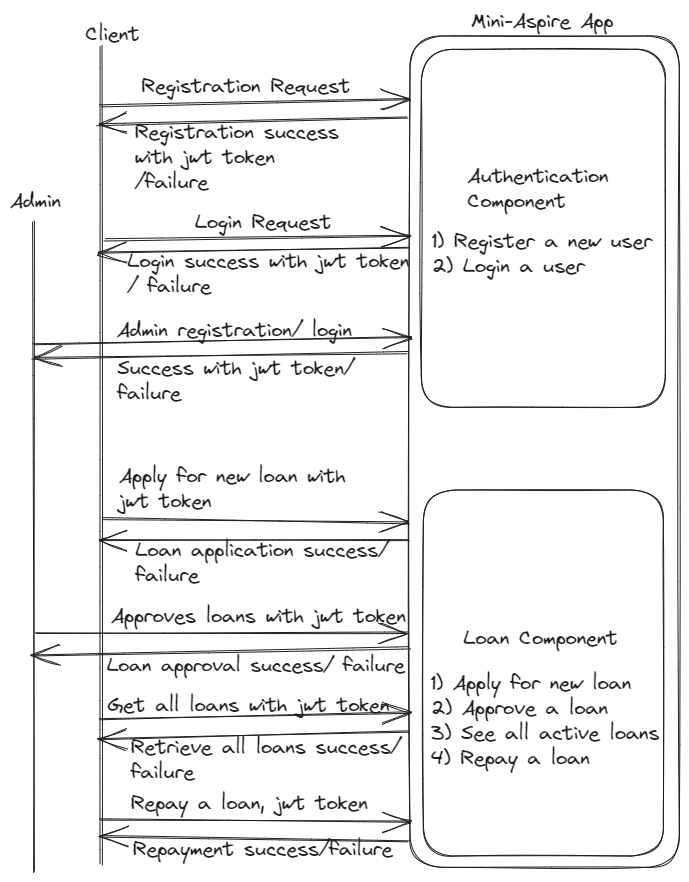 Mini-Aspire App
Client
Registration Request
Registration success
with jwt token
/failure
Admin
Login Request
Login success with jwt token
/ failure
Admin registration/ login
Success with jwt token/
failure
Authentication
Component
1) Register a new user
2) Login a user
Apply for new loan with
jwt token
Loan application success/
failure
Approves loans with jwt token
Loan approval success/ failure
Get all loans with jwt token
Retrieve all loans success/
failure
Repay a loan, jwt token
Repayment success/failure
Loan Component
1) Apply for new loan
2) Approve a loan
3) See all active loans
4) Repay a loan